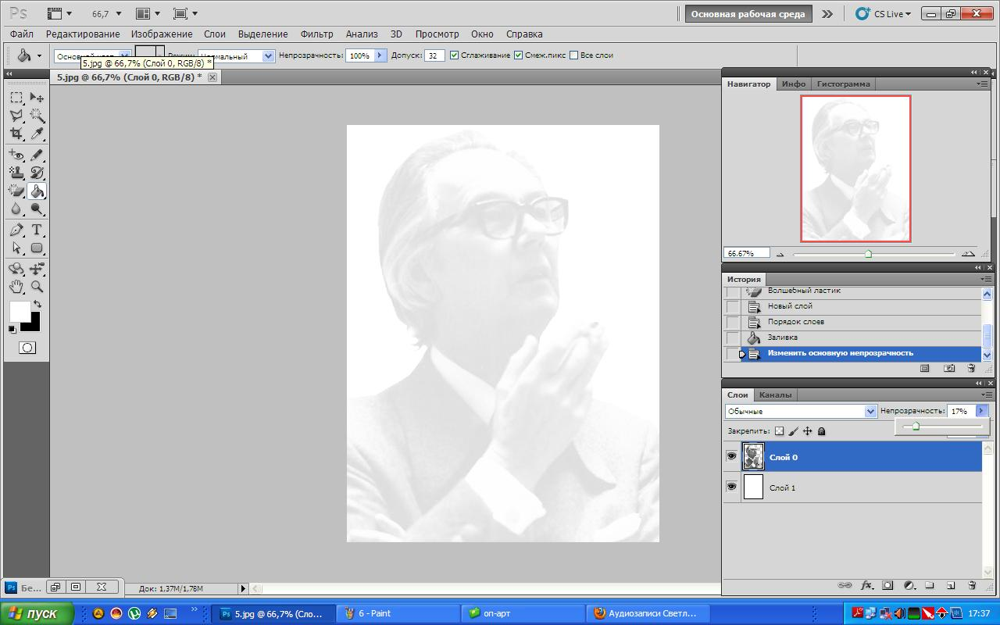 Ps 66,7 Основная рабочая среда CS Live
Файл Редактирование Изображение Слои Выделение Фильтр Анализ 3D Просмотр Окно Справка
Нормальный Непрозрачность: 100% Допуск: 32 Сглаживание Смеж.пикс Все слои
5.jpg @ 66,7% (Слой 0, RGB/8) *
5.jpg @ 66,7% (Слой 0, RGB/8) *
Навигатор Инфо Гистограмма
66.67%
История
Волшебный ластик
Новый слой
Порядок слоев
Заливка
Изменить основную непрозрачность
Слои Каналы
Обычные Непрозрачность: 17%
Закрепить:
Слой 0
Слой 1
Ps Бе...
Док: 1,37M/1,78M
пуск
Ps 5.jpg @ 66,7% (Сло...
6 - Paint
оп-арт
Аудиозаписи Светл...
17:37